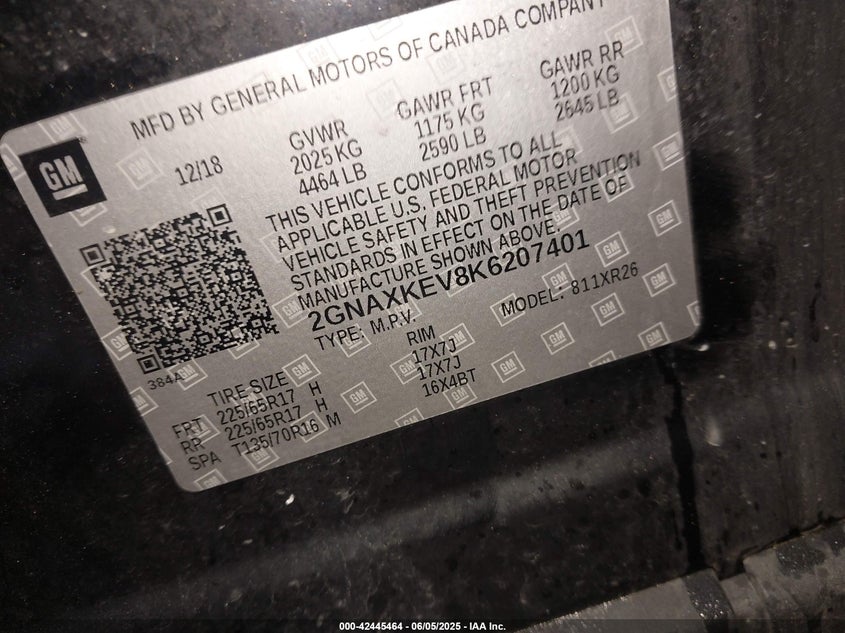 MFD BY GENERAL MOTORS OF CANADA COMPANY
GM
12/18
GVWR
2025 KG
4464 LB
GAWR FRT
1175 KG
2590 LB
GAWR RR
1200 KG
2645 LB
THIS VEHICLE CONFORMS TO ALL
APPLICABLE U.S. FEDERAL MOTOR
VEHICLE SAFETY AND THEFT PREVENTION
STANDARDS IN EFFECT ON THE DATE OF
MANUFACTURE SHOWN ABOVE.
2GNAXKEV8K6207401
TYPE: M.P.V. MODEL: 811XR26
384A
TIRE SIZE RIM
FRT 225/65R17 H 17X7J
RR 225/65R17 H 17X7J
SPA T135/70R16 M 16X4BT
000-42445464 - 06/05/2025 - IAA Inc.